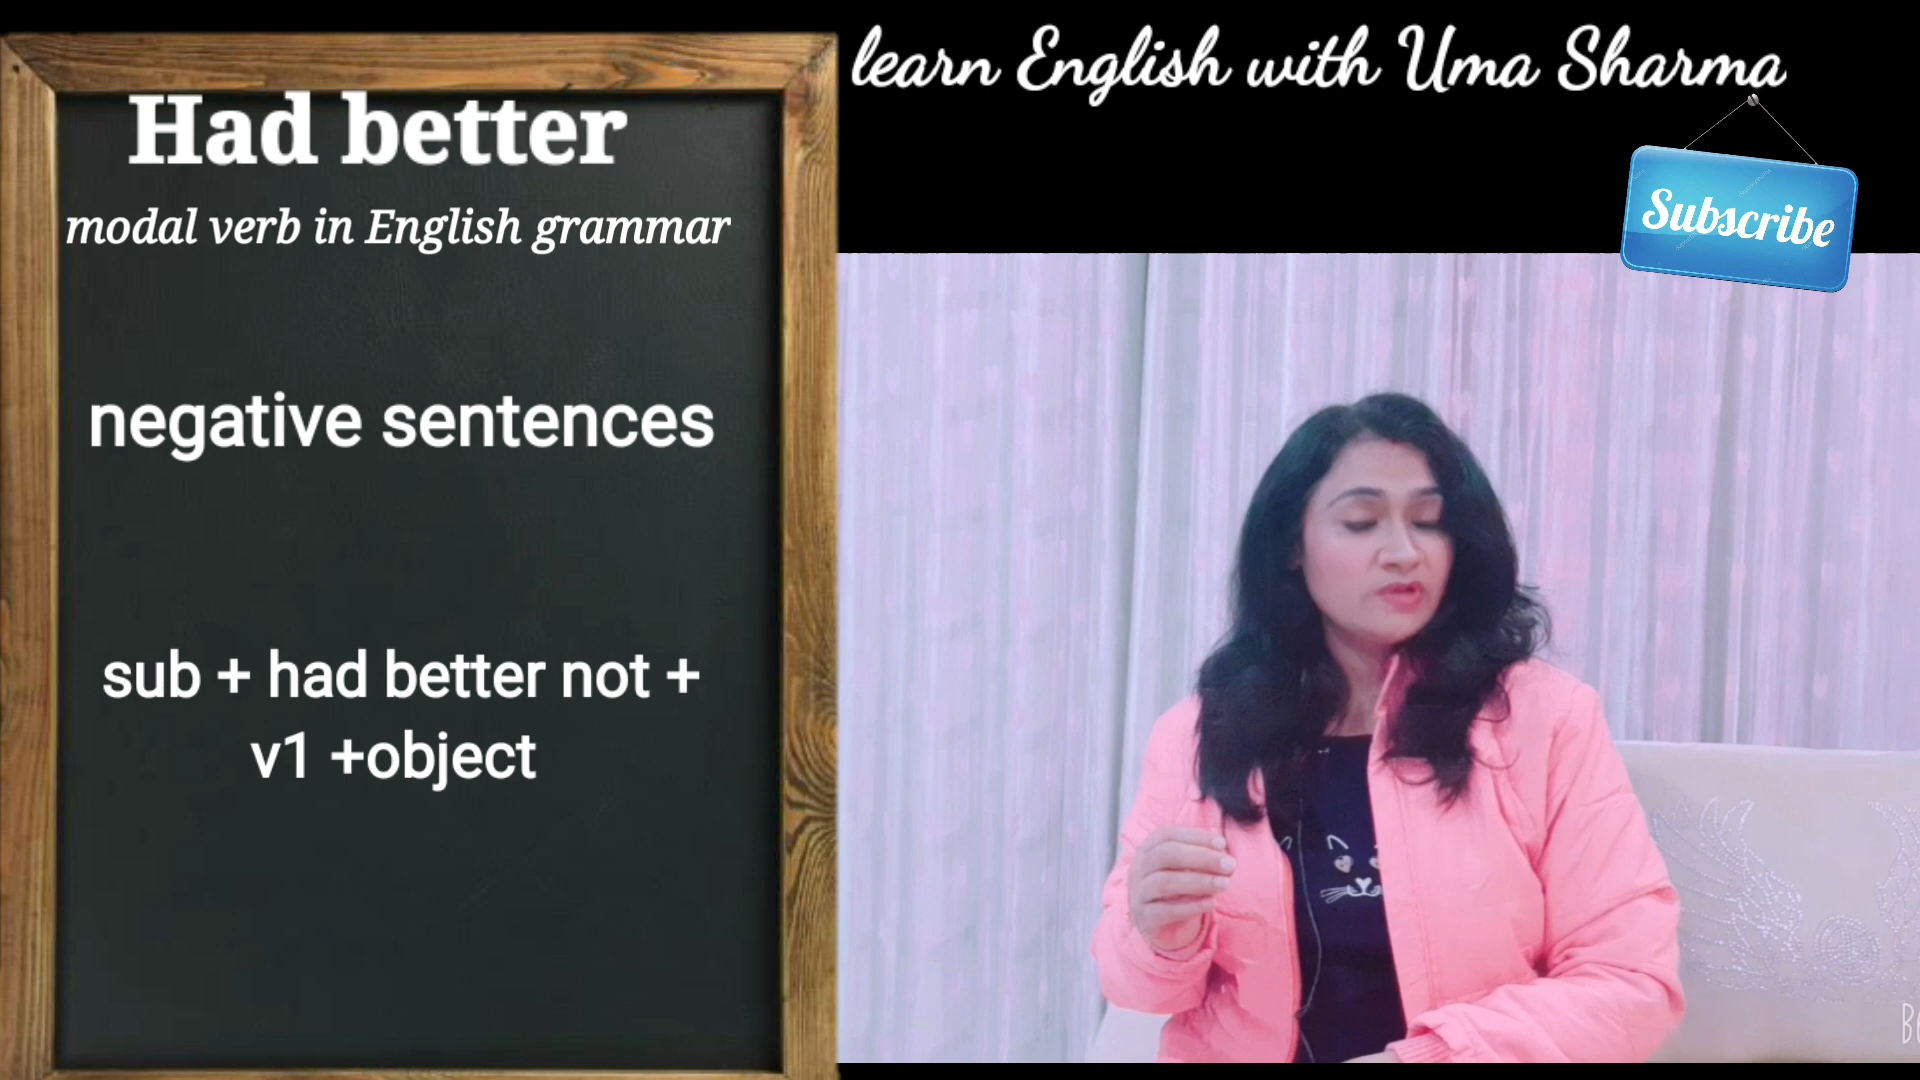 learn English with Uma Sharma
Subscribe
Had better
modal verb in English grammar
negative sentences
sub + had better not +
v1 +object